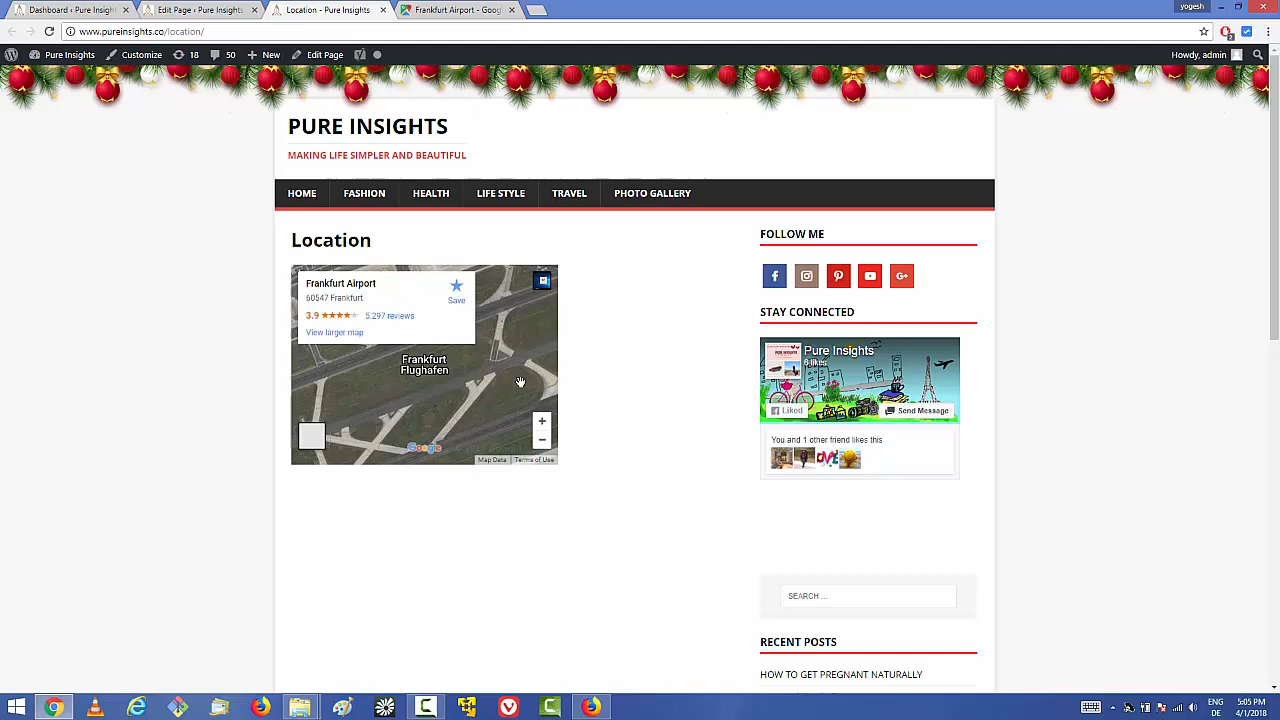 Dashboard ‹ Pure Insigh
Edit Page ‹ Pure Insights
Location - Pure Insights
Frankfurt Airport - Goog
yogesh
www.pureinsights.co/location/
Pure Insights
Customize
18
50
New
Edit Page
Howdy, admin
PURE INSIGHTS
MAKING LIFE SIMPLER AND BEAUTIFUL
HOME
FASHION
HEALTH
LIFE STYLE
TRAVEL
PHOTO GALLERY
Location
Frankfurt Airport
60547 Frankfurt
Save
3.9
5,297 reviews
View larger map
Frankfurt
Flughafen
Google
Map Data
Terms of Use
FOLLOW ME
STAY CONNECTED
Pure Insights
6 likes
Liked
Send Message
You and 1 other friend likes this
SEARCH ...
RECENT POSTS
HOW TO GET PREGNANT NATURALLY
ENG
DE
5:05 PM
4/1/2018